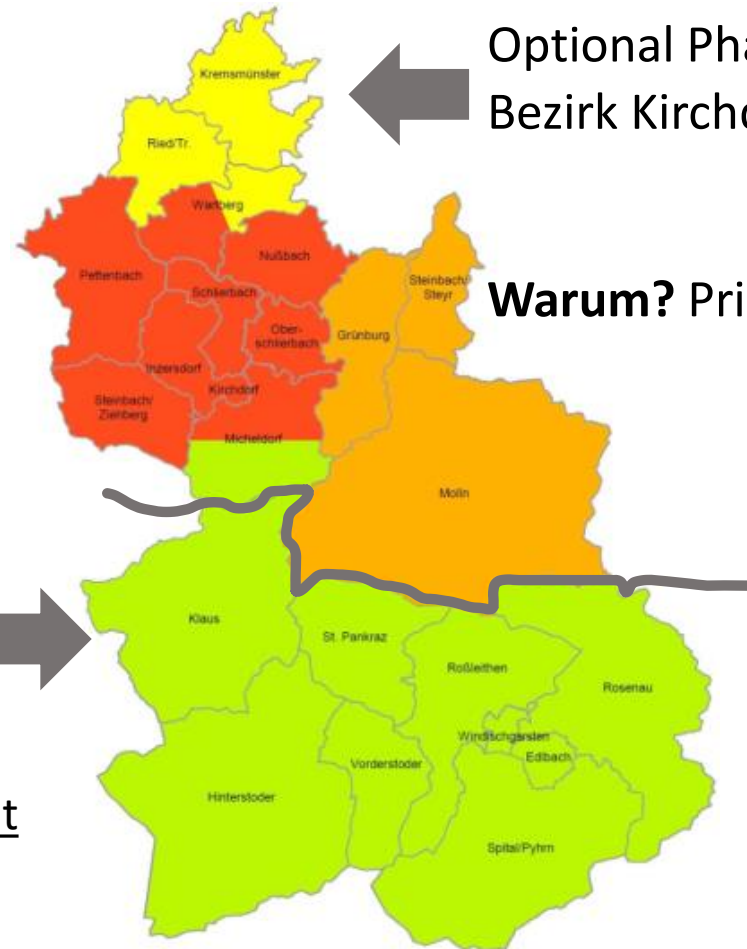 Optional Pha
Bezirk Kirchd
Kremsmünster
Ried/Tr.
Wartberg
Warum? Pri
Pettenbach
Nußbach
Schlierbach
Steinbach/
Steyr
Ober-
schlierbach
Grünburg
Inzersdorf
Kirchdorf
Steinbach/
Ziehberg
Micheldorf
Molln
Klaus
St. Pankraz
Roßleithen
Rosenau
Windischgarsten
Edlbach
Vorderstoder
Hinterstoder
t
Spital/Pyhrn